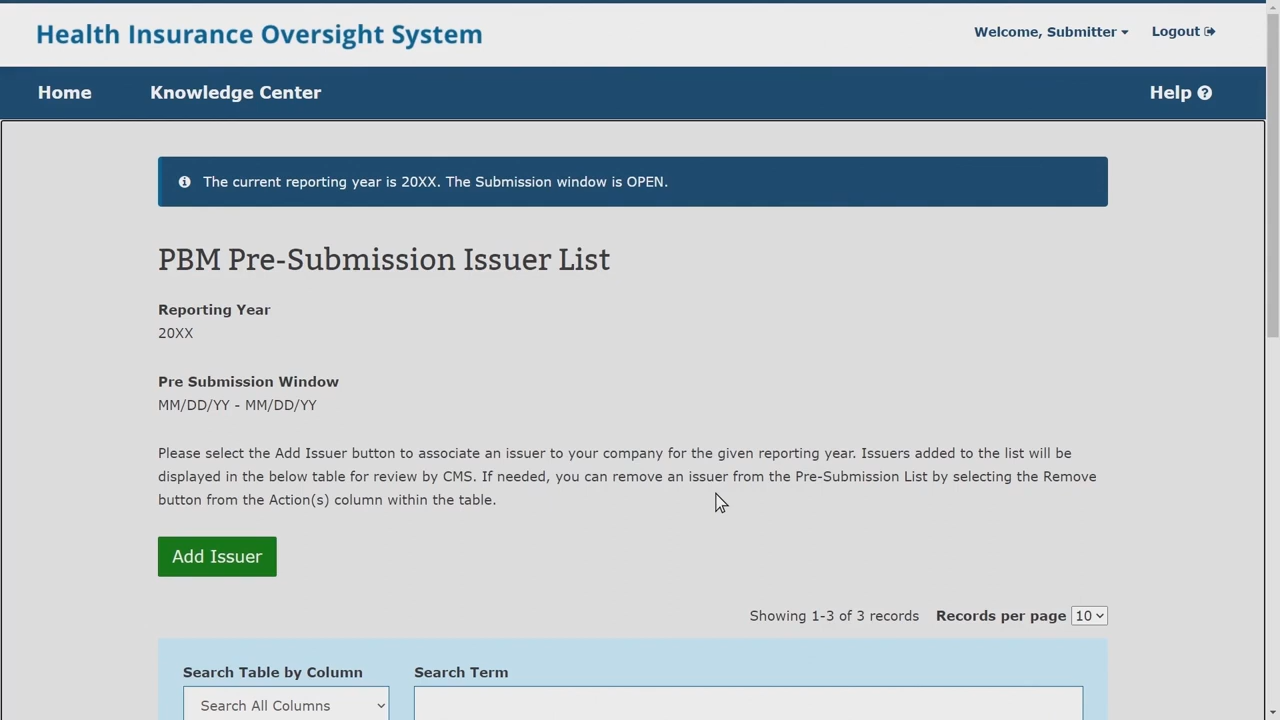 Health Insurance Oversight System
Welcome, Submitter
Logout
Home
Knowledge Center
Help
The current reporting year is 20XX. The Submission window is OPEN.
PBM Pre-Submission Issuer List
Reporting Year
20XX
Pre Submission Window
MM/DD/YY - MM/DD/YY
Please select the Add Issuer button to associate an issuer to your company for the given reporting year. Issuers added to the list will be
displayed in the below table for review by CMS. If needed, you can remove an issuer from the Pre-Submission List by selecting the Remove
button from the Action(s) column within the table.
Add Issuer
Showing 1-3 of 3 records
Records per page 10
Search Table by Column
Search Term
Search All Columns